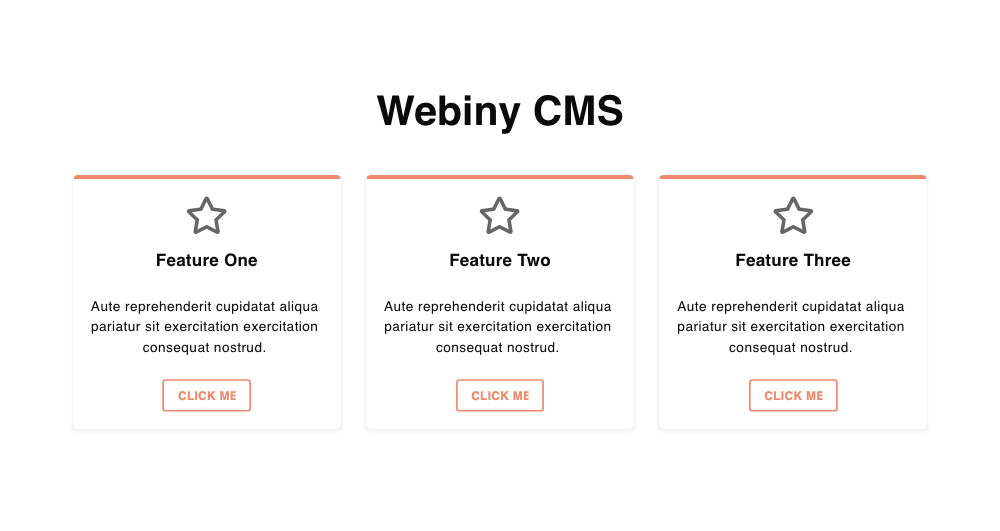 Webiny CMS
Feature One
Aute reprehenderit cupidatat aliqua
pariatur sit exercitation exercitation
consequat nostrud.
CLICK ME
Feature Two
Aute reprehenderit cupidatat aliqua
pariatur sit exercitation exercitation
consequat nostrud.
CLICK ME
Feature Three
Aute reprehenderit cupidatat aliqua
pariatur sit exercitation exercitation
consequat nostrud.
CLICK ME